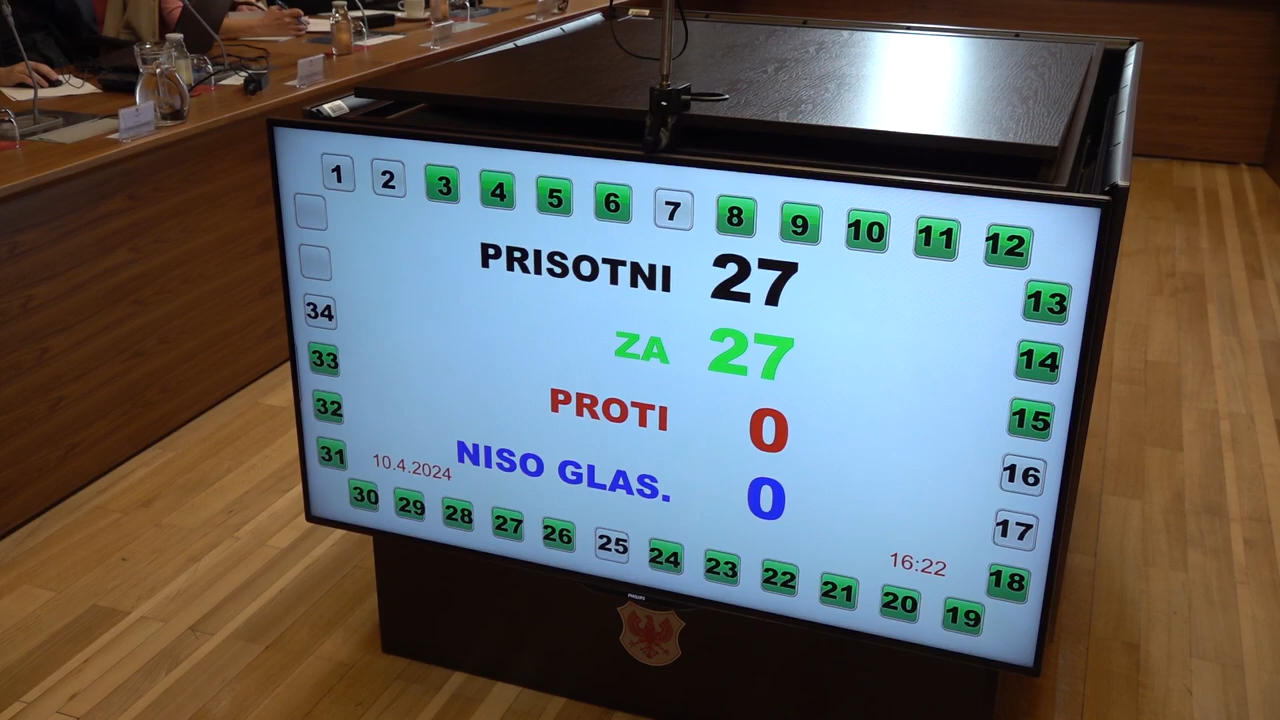 1 2 3 4 5 6 7 8 9 10 11 12
13
14
15
16
17
18
PRISOTNI 27
ZA 27
PROTI 0
NISO GLAS. 0
10.4.2024
16:22
34
33
32
31
30 29 28 27 26 25 24 23 22 21 20 19
PHILIPS